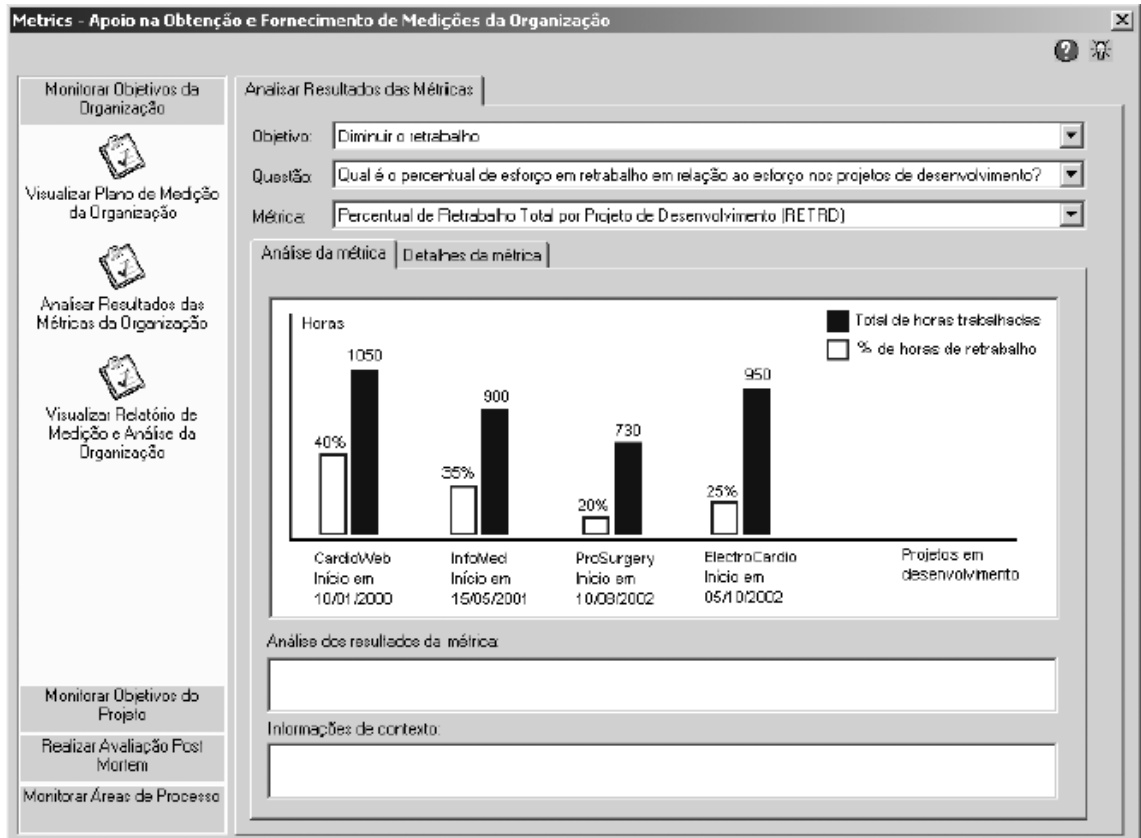 Metrics - Apoio na Obtenção e Fornecimento de Medições da Organização
Monitorar Objetivos da
Organização
Visualizar Plano de Medição
da Organização
Analisar Resultados das
Métricas da Organização
Visualizar Relatório de
Medição e Análise da
Organização
Monitorar Objetivos do
Projeto
Realizar Avaliação Post
Mortem
Monitorar Áreas de Processo
Analisar Resultados das Métricas
Objetivo: Diminuir o retrabalho
Questão: Qual é o percentual de esforço em retrabalho em relação ao esforço nos projetos de desenvolvimento?
Métrica: Percentual de Retrabalho Total por Projeto de Desenvolvimento (RETRD)
Análise da métrica Detalhes da métrica
Horas
Total de horas trabalhadas
% de horas de retrabalho
40% 1050
35% 900
20% 730
25% 950
CardioWeb
Início em
10/01/2000
InfoMed
Início em
15/05/2001
ProSurgery
Início em
10/08/2002
ElectroCardio
Início em
05/10/2002
Projetos em
desenvolvimento
Análise dos resultados da métrica:
Informações de contexto: